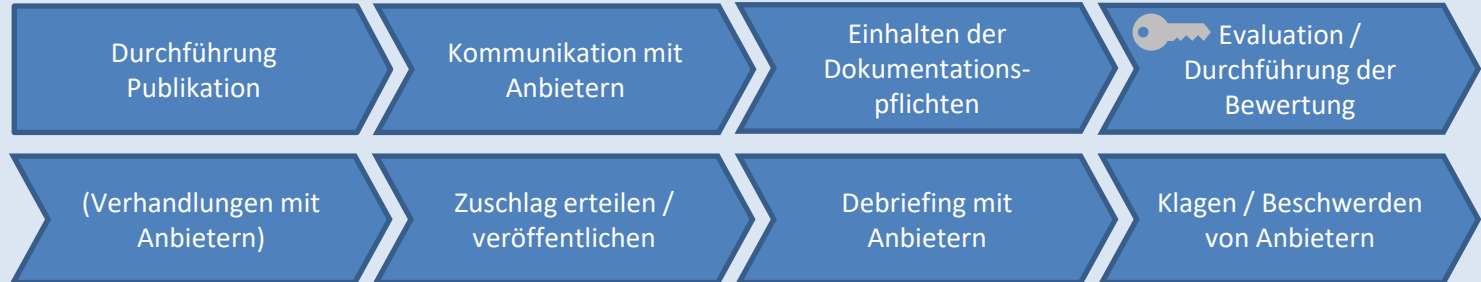 Durchführung
Publikation
Kommunikation mit
Anbietern
Einhalten der
Dokumentations-
pflichten
Evaluation /
Durchführung der
Bewertung
(Verhandlungen mit
Anbietern)
Zuschlag erteilen /
veröffentlichen
Debriefing mit
Anbietern
Klagen / Beschwerden
von Anbietern